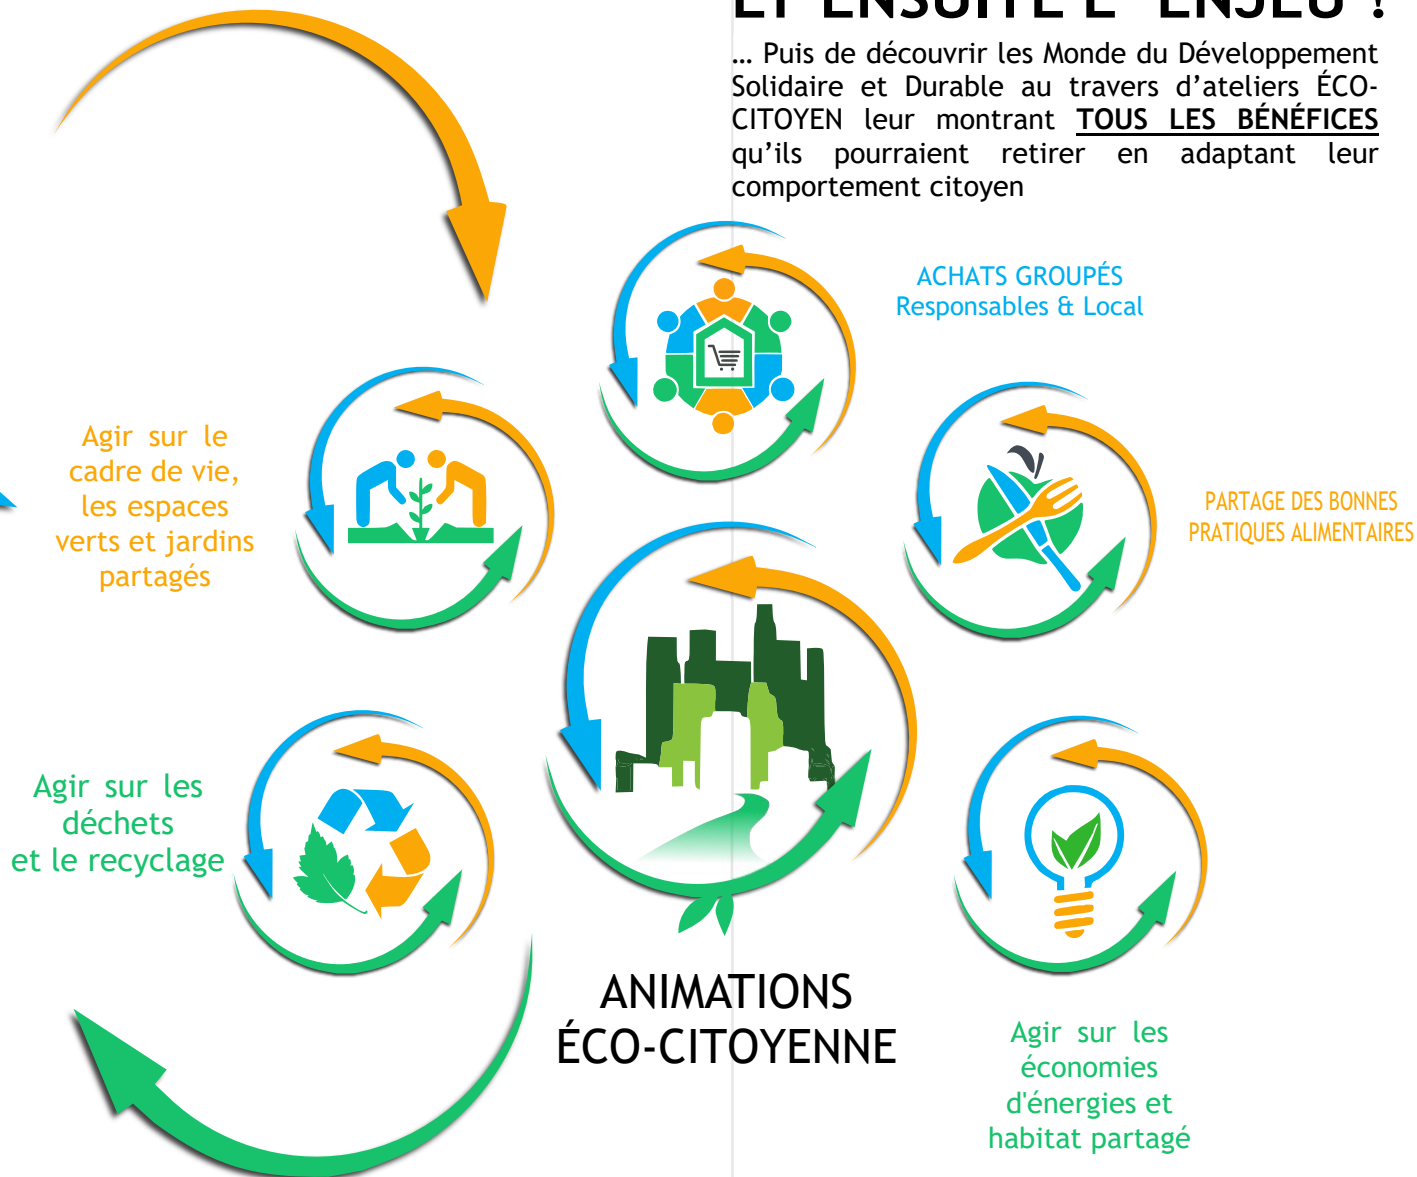 ET ENSUITE L' ENJEU !
... Puis de découvrir les Monde du Développement
Solidaire et Durable au travers d’ateliers ÉCO-
CITOYEN leur montrant TOUS LES BÉNÉFICES
qu’ils pourraient retirer en adaptant leur
comportement citoyen
ACHATS GROUPÉS
Responsables & Local
Agir sur le
cadre de vie,
les espaces
verts et jardins
partagés
PARTAGE DES BONNES
PRATIQUES ALIMENTAIRES
Agir sur les
déchets
et le recyclage
ANIMATIONS
ÉCO-CITOYENNE
Agir sur les
économies
d'énergies et
habitat partagé